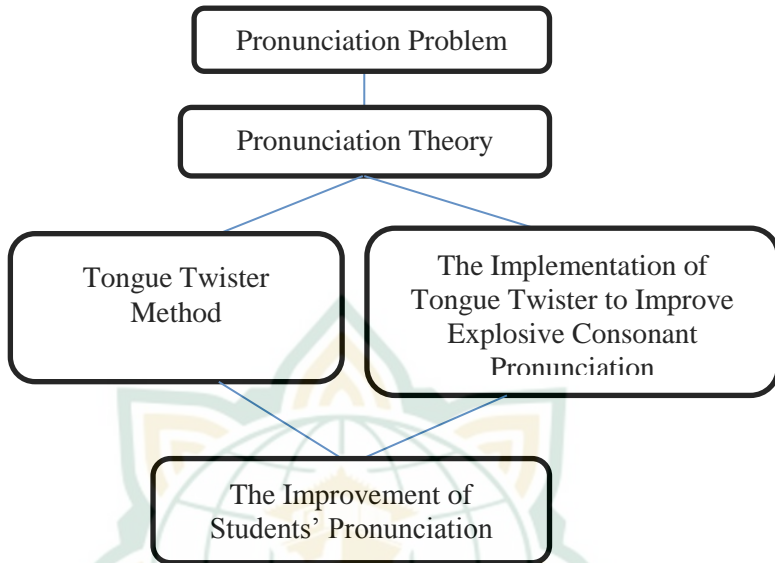 Pronunciation Problem
Pronunciation Theory
Tongue Twister
Method
The Implementation of
Tongue Twister to Improve
Explosive Consonant
Pronunciation
The Improvement of
Students’ Pronunciation